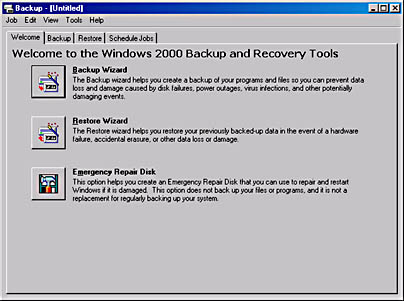 Backup - [Untitled]
Job Edit View Tools Help
Welcome Backup Restore Schedule Jobs
Welcome to the Windows 2000 Backup and Recovery Tools
Backup Wizard
The Backup wizard helps you create a backup of your programs and files so you can prevent data
loss and damage caused by disk failures, power outages, virus infections, and other potentially
damaging events.
Restore Wizard
The Restore wizard helps you restore your previously backed-up data in the event of a hardware
failure, accidental erasure, or other data loss or damage.
Emergency Repair Disk
This option helps you create an Emergency Repair Disk that you can use to repair and restart
Windows if it is damaged. This option does not back up your files or programs, and it is not a
replacement for regularly backing up your system.